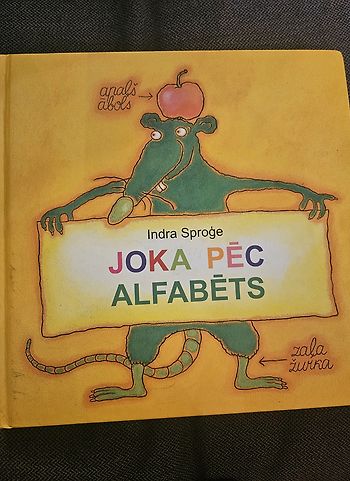 apaļš
ābols
Indra Sproģe
JOKA PĒC
ALFABĒTS
zaļa
žurka